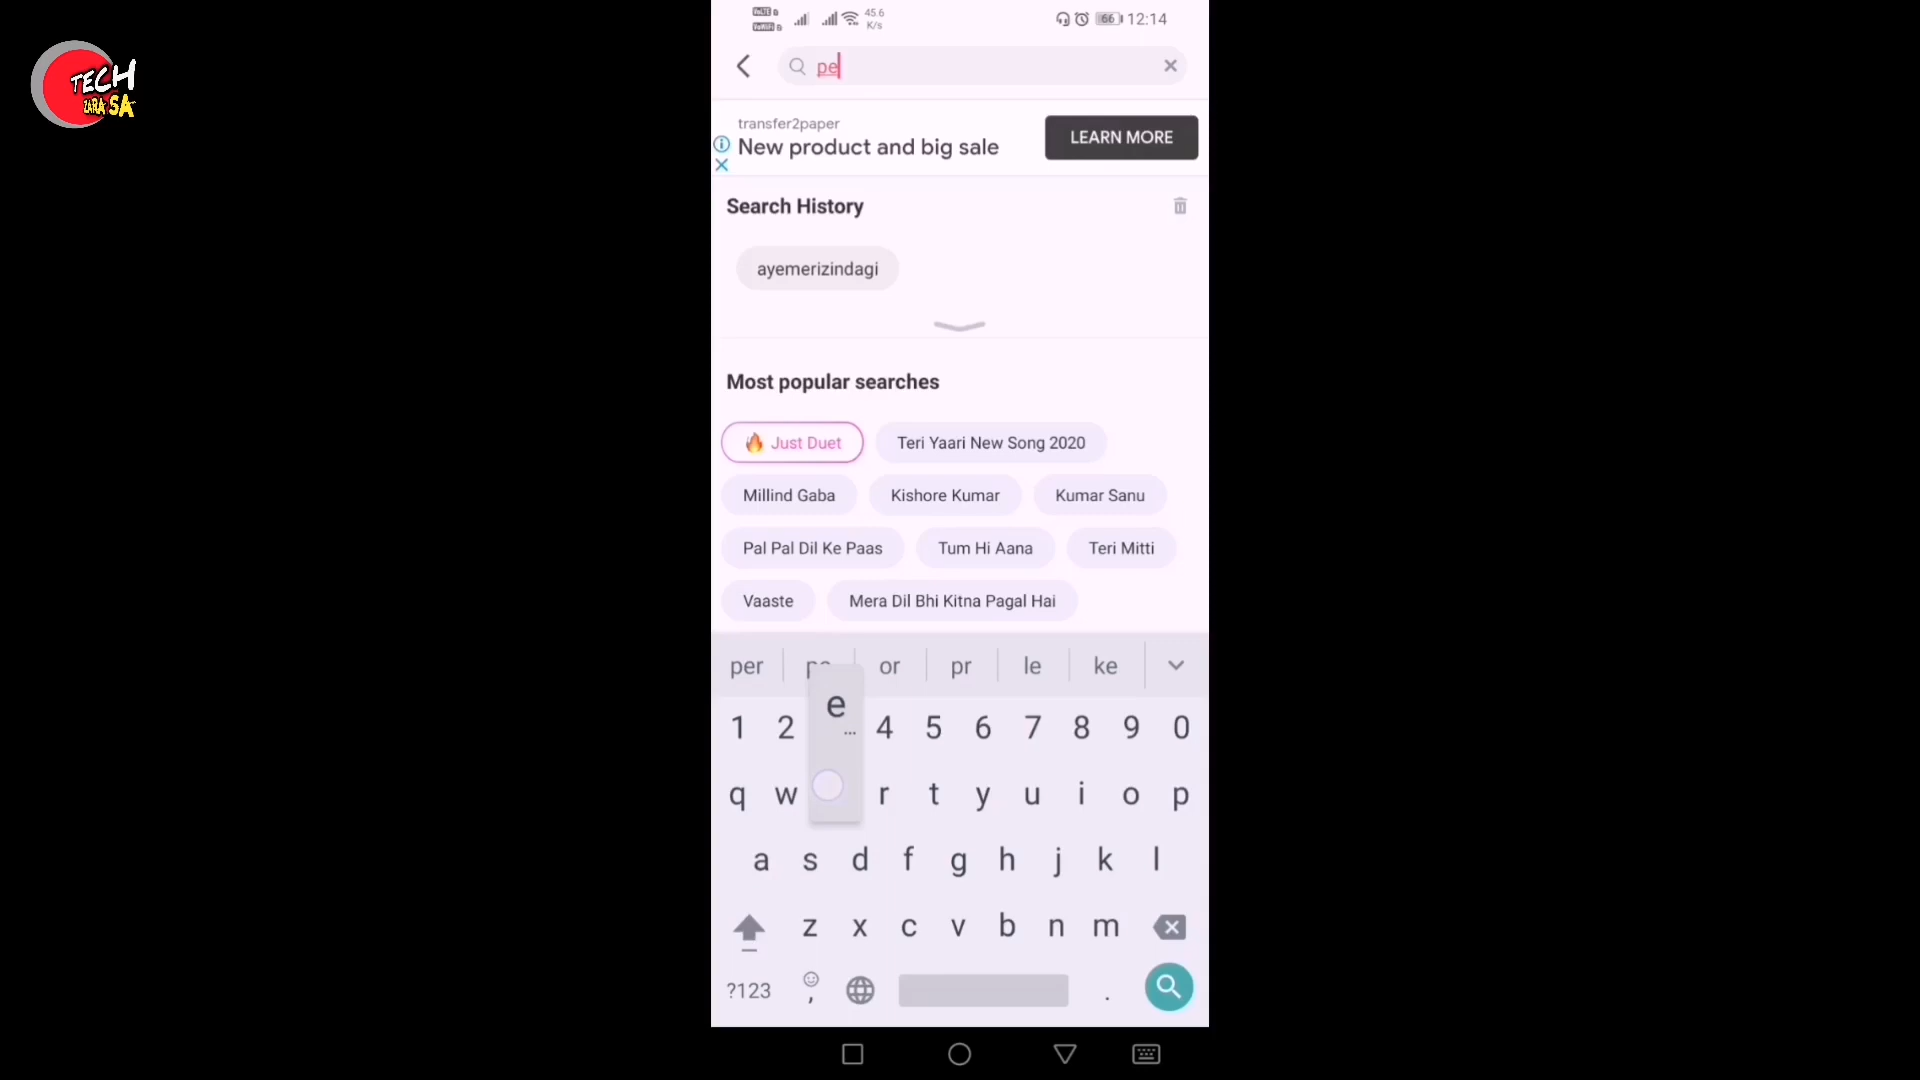 TECH
ZARA SA
VoLTE
VoWiFi
45.6
K/s
66
12:14
pe
transfer2paper
New product and big sale
LEARN MORE
Search History
ayemerizindagi
Most popular searches
🔥 Just Duet
Teri Yaari New Song 2020
Millind Gaba
Kishore Kumar
Kumar Sanu
Pal Pal Dil Ke Paas
Tum Hi Aana
Teri Mitti
Vaaste
Mera Dil Bhi Kitna Pagal Hai
per
or
pr
le
ke
e
...
1 2 4 5 6 7 8 9 0
q w r t y u i o p
a s d f g h j k l
z x c v b n m
?123
,
.